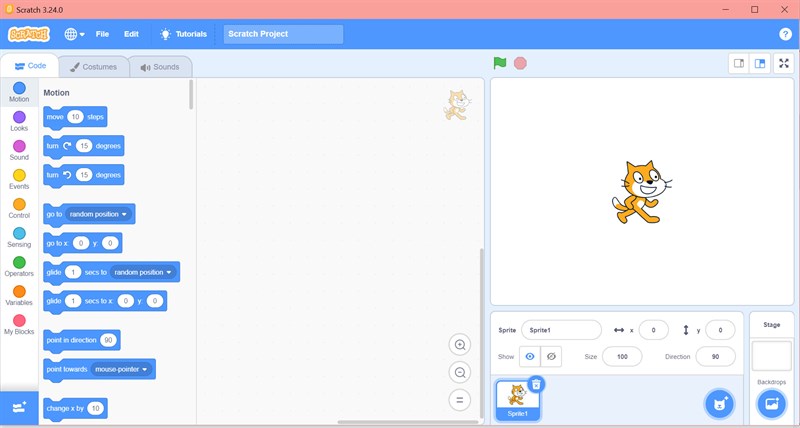 Scratch 3.24.0
SCRATCH File Edit Tutorials Scratch Project ?
Code Costumes Sounds
Motion
Looks
Sound
Events
Control
Sensing
Operators
Variables
My Blocks
Motion
move 10 steps
turn 15 degrees
turn 15 degrees
go to random position
go to x: 0 y: 0
glide 1 secs to random position
glide 1 secs to x: 0 y: 0
point in direction 90
point towards mouse-pointer
change x by 10
Sprite Sprite1 x 0 y 0
Show Size 100 Direction 90
Sprite1
Stage
Backdrops